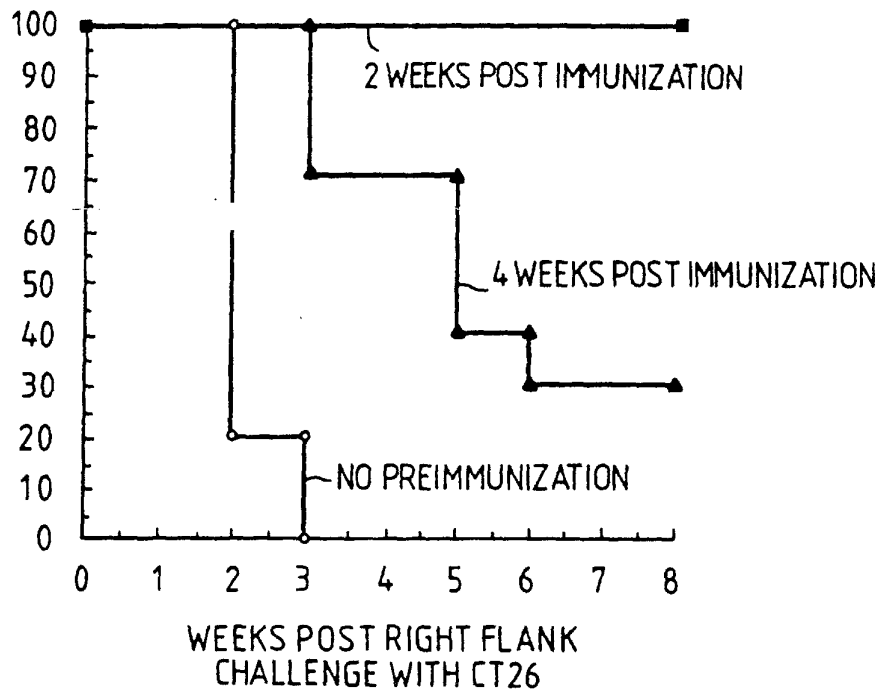 100
90
80
70
60
50
40
30
20
10
0
2 WEEKS POST IMMUNIZATION
4 WEEKS POST IMMUNIZATION
NO PREIMMUNIZATION
0 1 2 3 4 5 6 7 8
WEEKS POST RIGHT FLANK
CHALLENGE WITH CT26